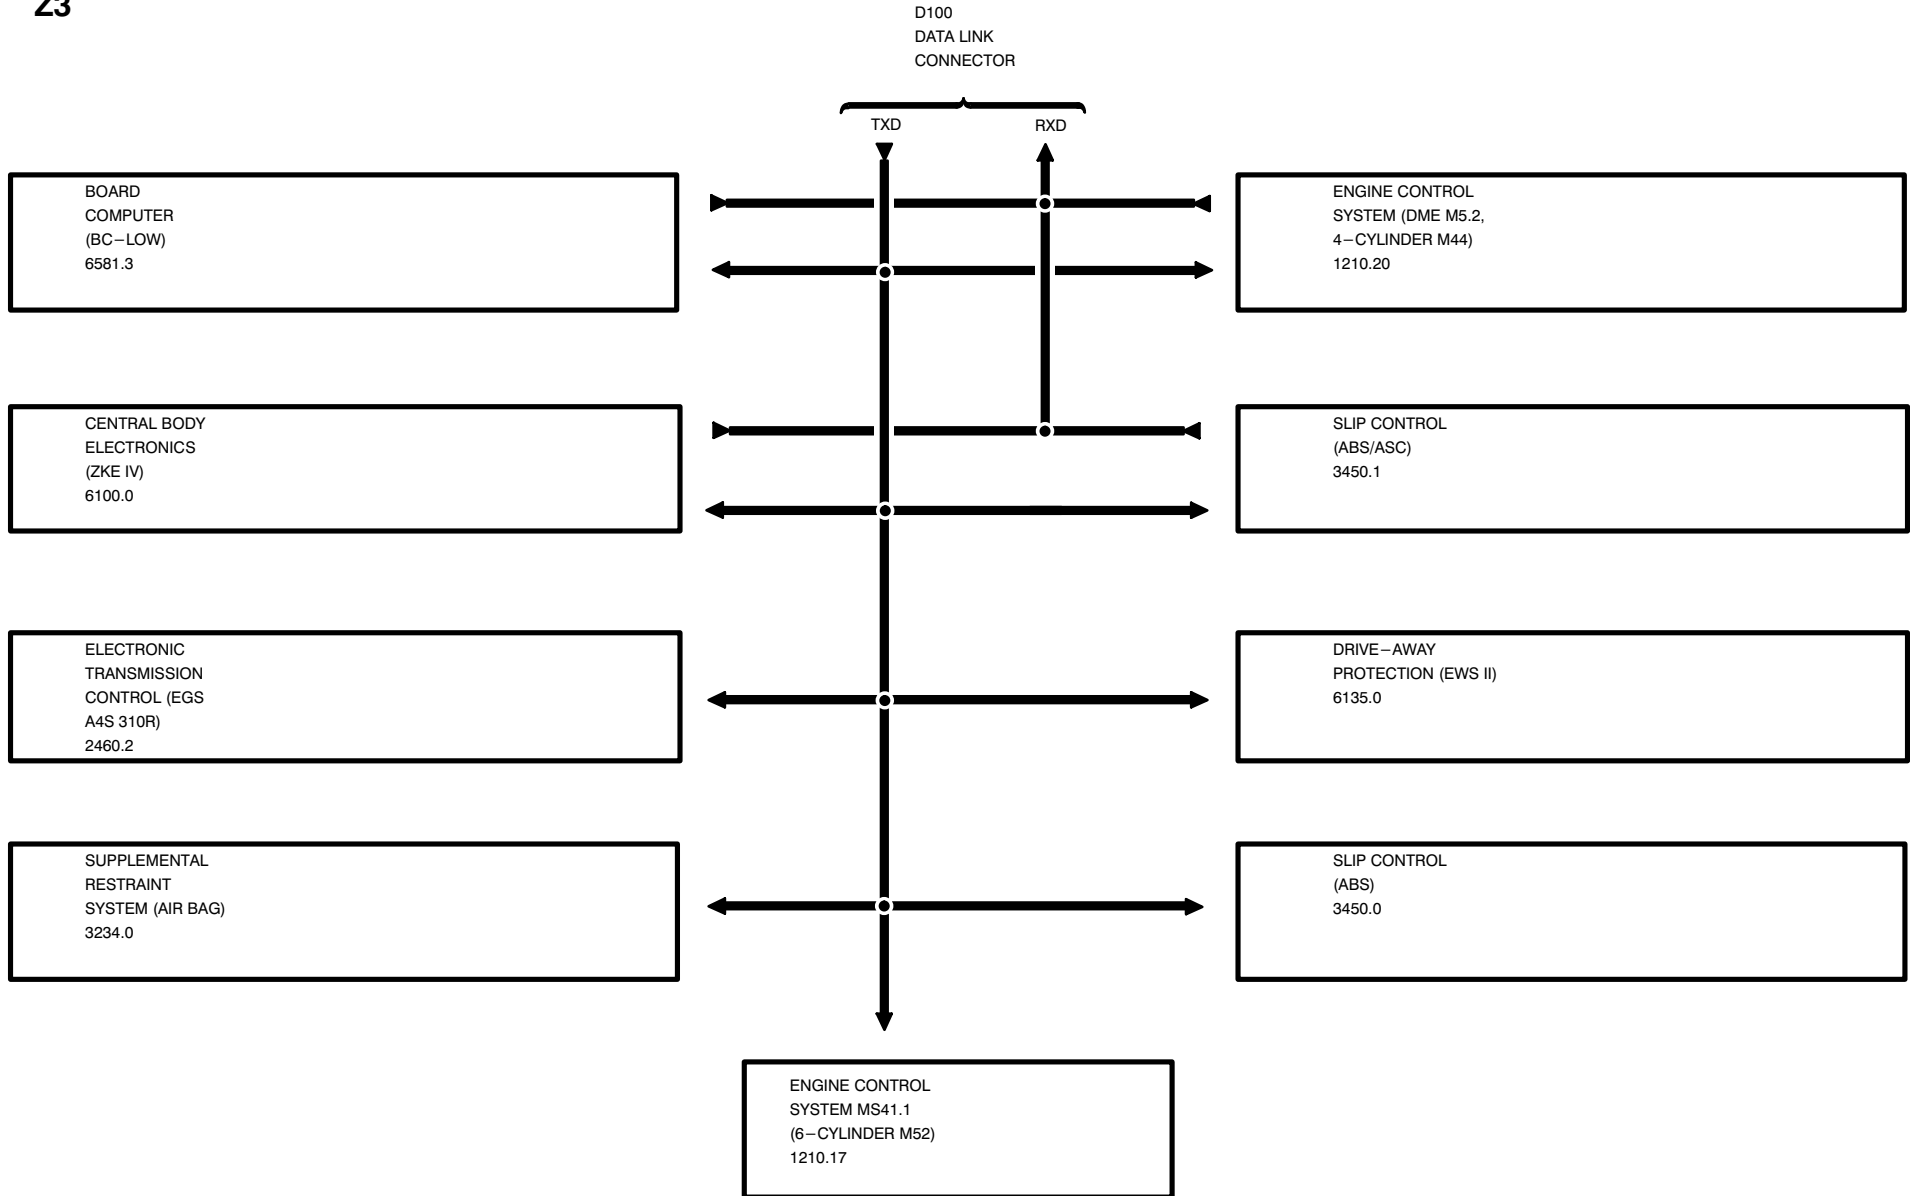 Z3
D100
DATA LINK
CONNECTOR
TXD
RXD
BOARD
COMPUTER
(BC−LOW)
6581.3
ENGINE CONTROL
SYSTEM (DME M5.2,
4−CYLINDER M44)
1210.20
CENTRAL BODY
ELECTRONICS
(ZKE IV)
6100.0
SLIP CONTROL
(ABS/ASC)
3450.1
ELECTRONIC
TRANSMISSION
CONTROL (EGS
A4S 310R)
2460.2
DRIVE−AWAY
PROTECTION (EWS II)
6135.0
SUPPLEMENTAL
RESTRAINT
SYSTEM (AIR BAG)
3234.0
SLIP CONTROL
(ABS)
3450.0
ENGINE CONTROL
SYSTEM MS41.1
(6−CYLINDER M52)
1210.17